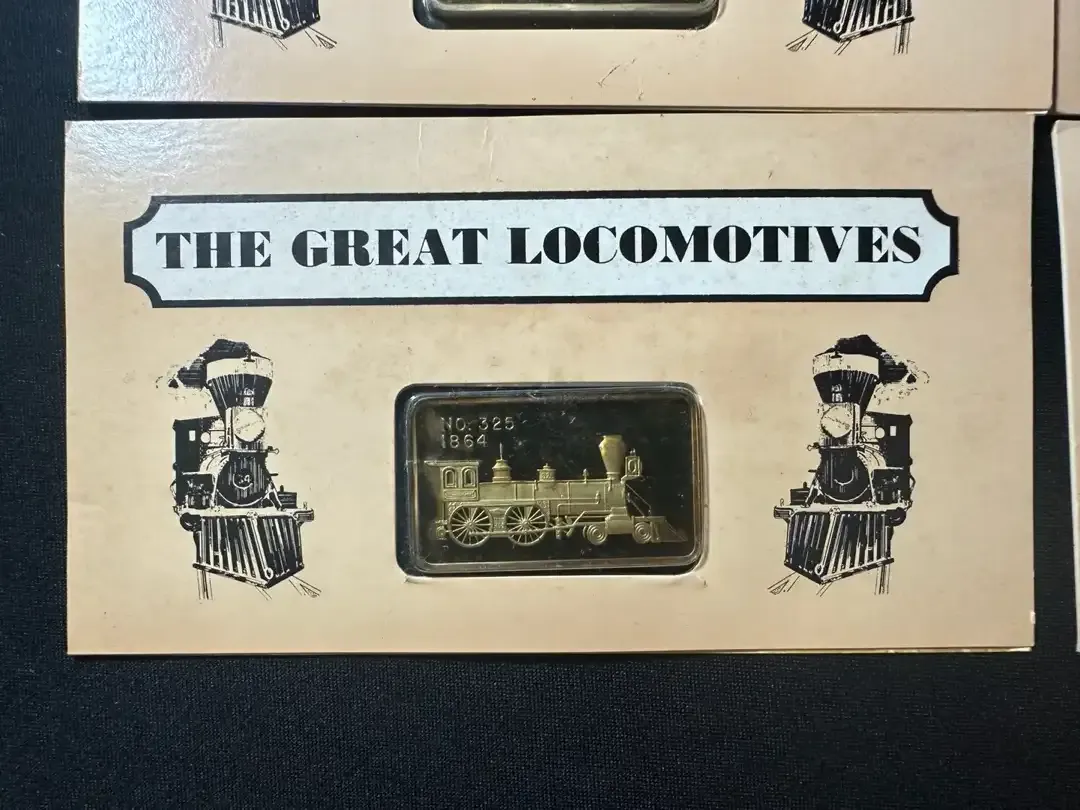 THE GREAT LOCOMOTIVES
NO. 325
1864